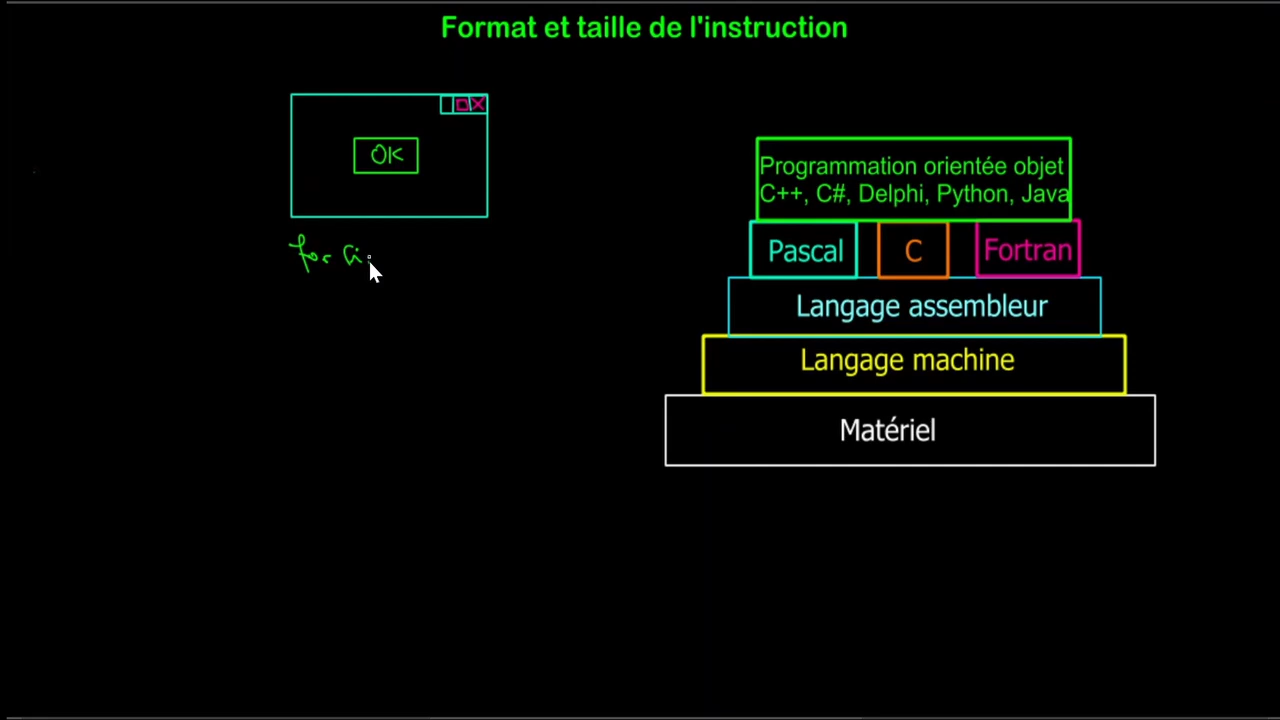 Format et taille de l'instruction
OK
for (i:
Programmation orientée objet
C++, C#, Delphi, Python, Java
Pascal
C
Fortran
Langage assembleur
Langage machine
Matériel